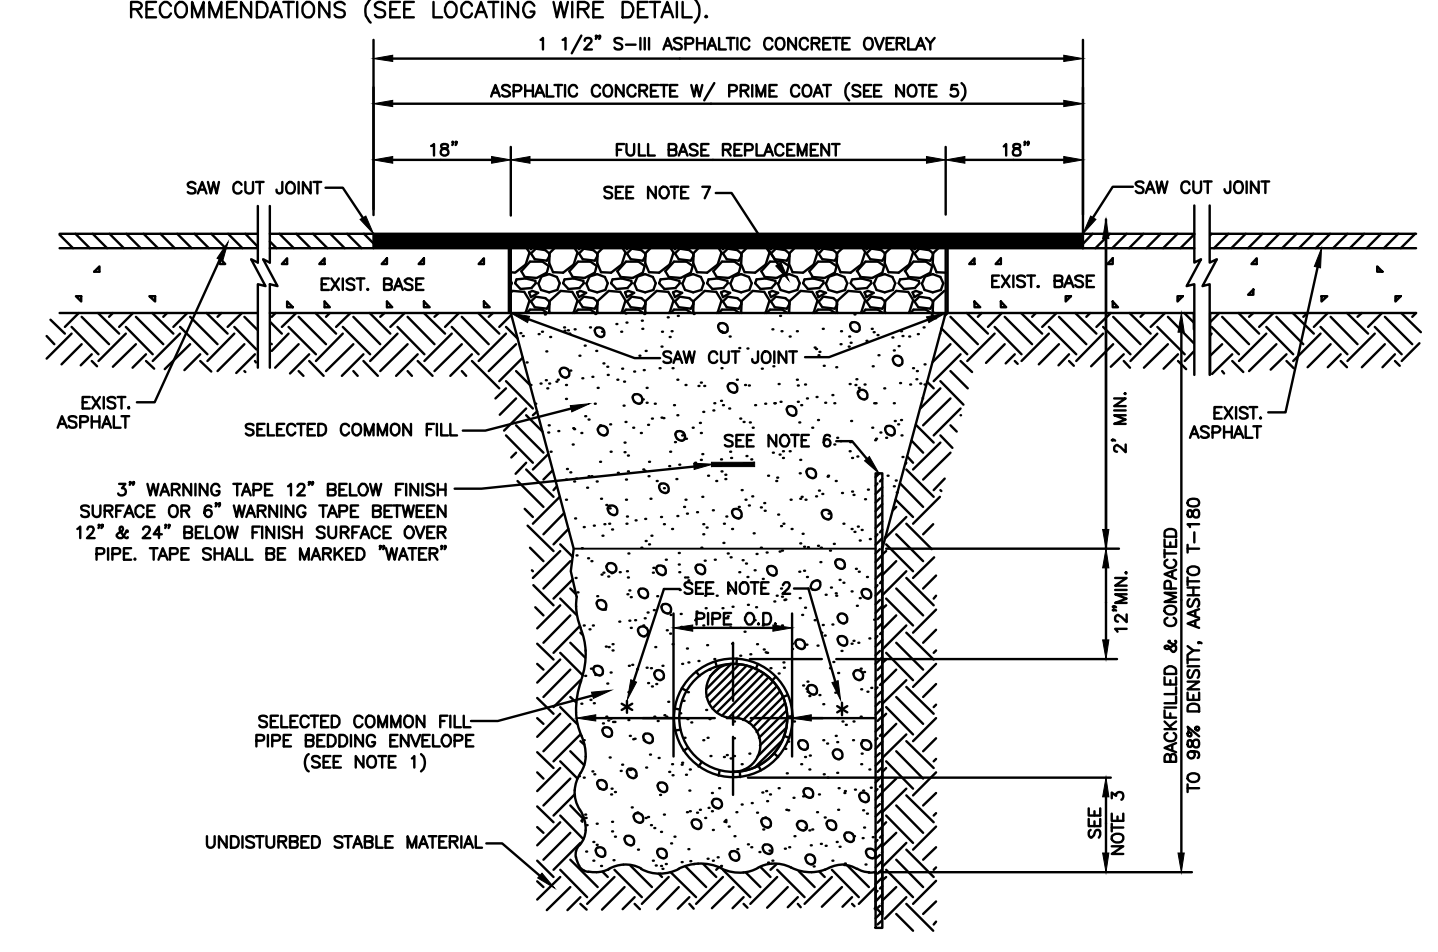 RECOMMENDATIONS (SEE LOCATING WIRE DETAIL).
1 1/2" S-III ASPHALTIC CONCRETE OVERLAY
ASPHALTIC CONCRETE W/ PRIME COAT (SEE NOTE 5)
18"
FULL BASE REPLACEMENT
18"
SAW CUT JOINT
SEE NOTE 7
SAW CUT JOINT
EXIST. BASE
EXIST. BASE
SAW CUT JOINT
EXIST.
ASPHALT
SELECTED COMMON FILL
SEE NOTE 6
2' MIN.
EXIST.
ASPHALT
3" WARNING TAPE 12" BELOW FINISH
SURFACE OR 6" WARNING TAPE BETWEEN
12" & 24" BELOW FINISH SURFACE OVER
PIPE. TAPE SHALL BE MARKED "WATER"
SEE NOTE 2
PIPE O.D.
12"MIN.
BACKFILLED & COMPACTED
TO 98% DENSITY, AASHTO T-180
SELECTED COMMON FILL
PIPE BEDDING ENVELOPE
(SEE NOTE 1)
SEE
NOTE 3
UNDISTURBED STABLE MATERIAL